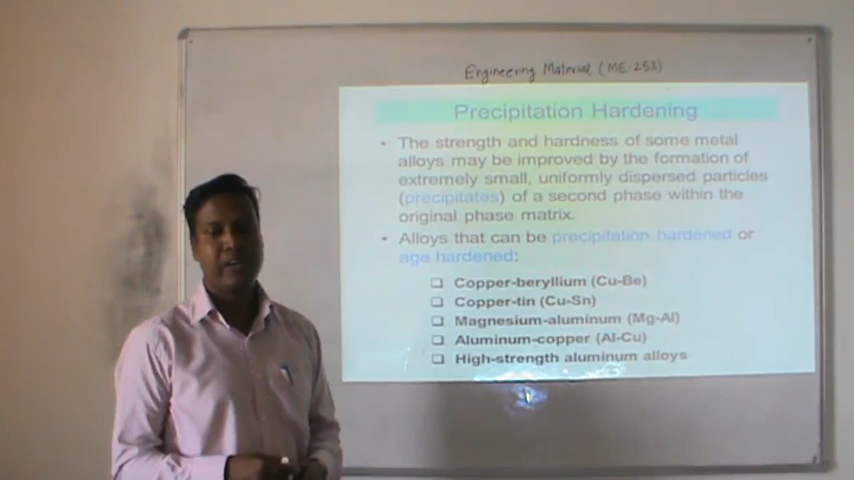 Engineering Material (ME-253)
Precipitation Hardening
• The strength and hardness of some metal
alloys may be improved by the formation of
extremely small, uniformly dispersed particles
(precipitates) of a second phase within the
original phase matrix.
• Alloys that can be precipitation hardened or
age hardened:
❑ Copper-beryllium (Cu-Be)
❑ Copper-tin (Cu-Sn)
❑ Magnesium-aluminum (Mg-Al)
❑ Aluminum-copper (Al-Cu)
❑ High-strength aluminum alloys